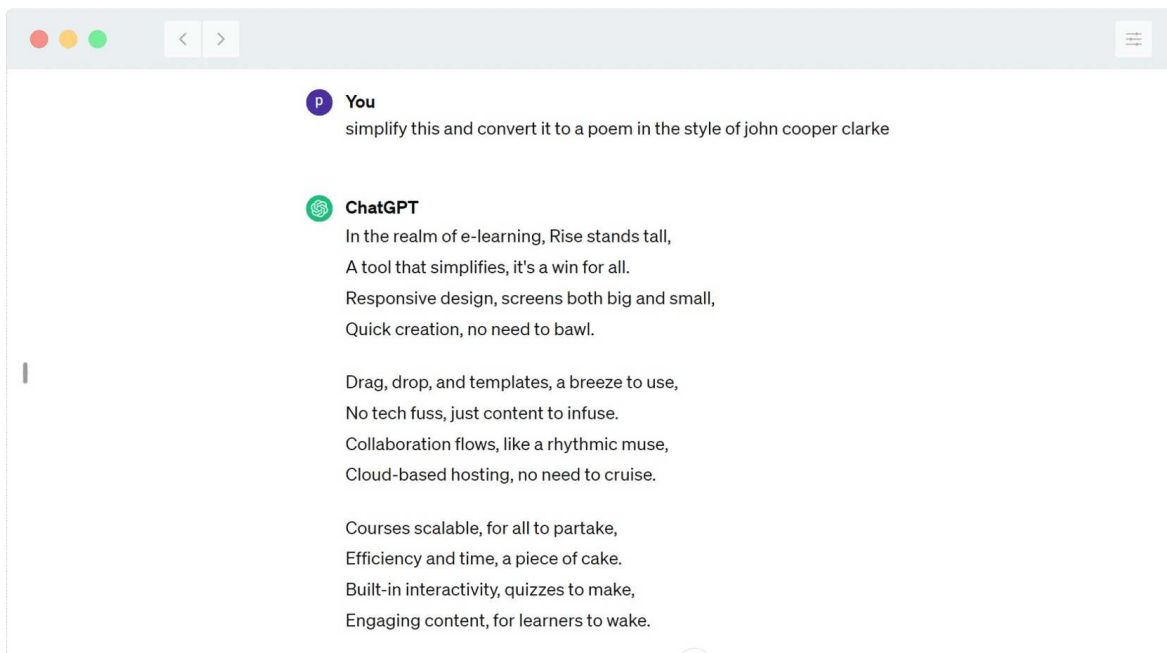 P
You
simplify this and convert it to a poem in the style of john cooper clarke
ChatGPT
In the realm of e-learning, Rise stands tall,
A tool that simplifies, it's a win for all.
Responsive design, screens both big and small,
Quick creation, no need to bawl.
Drag, drop, and templates, a breeze to use,
No tech fuss, just content to infuse.
Collaboration flows, like a rhythmic muse,
Cloud-based hosting, no need to cruise.
Courses scalable, for all to partake,
Efficiency and time, a piece of cake.
Built-in interactivity, quizzes to make,
Engaging content, for learners to wake.